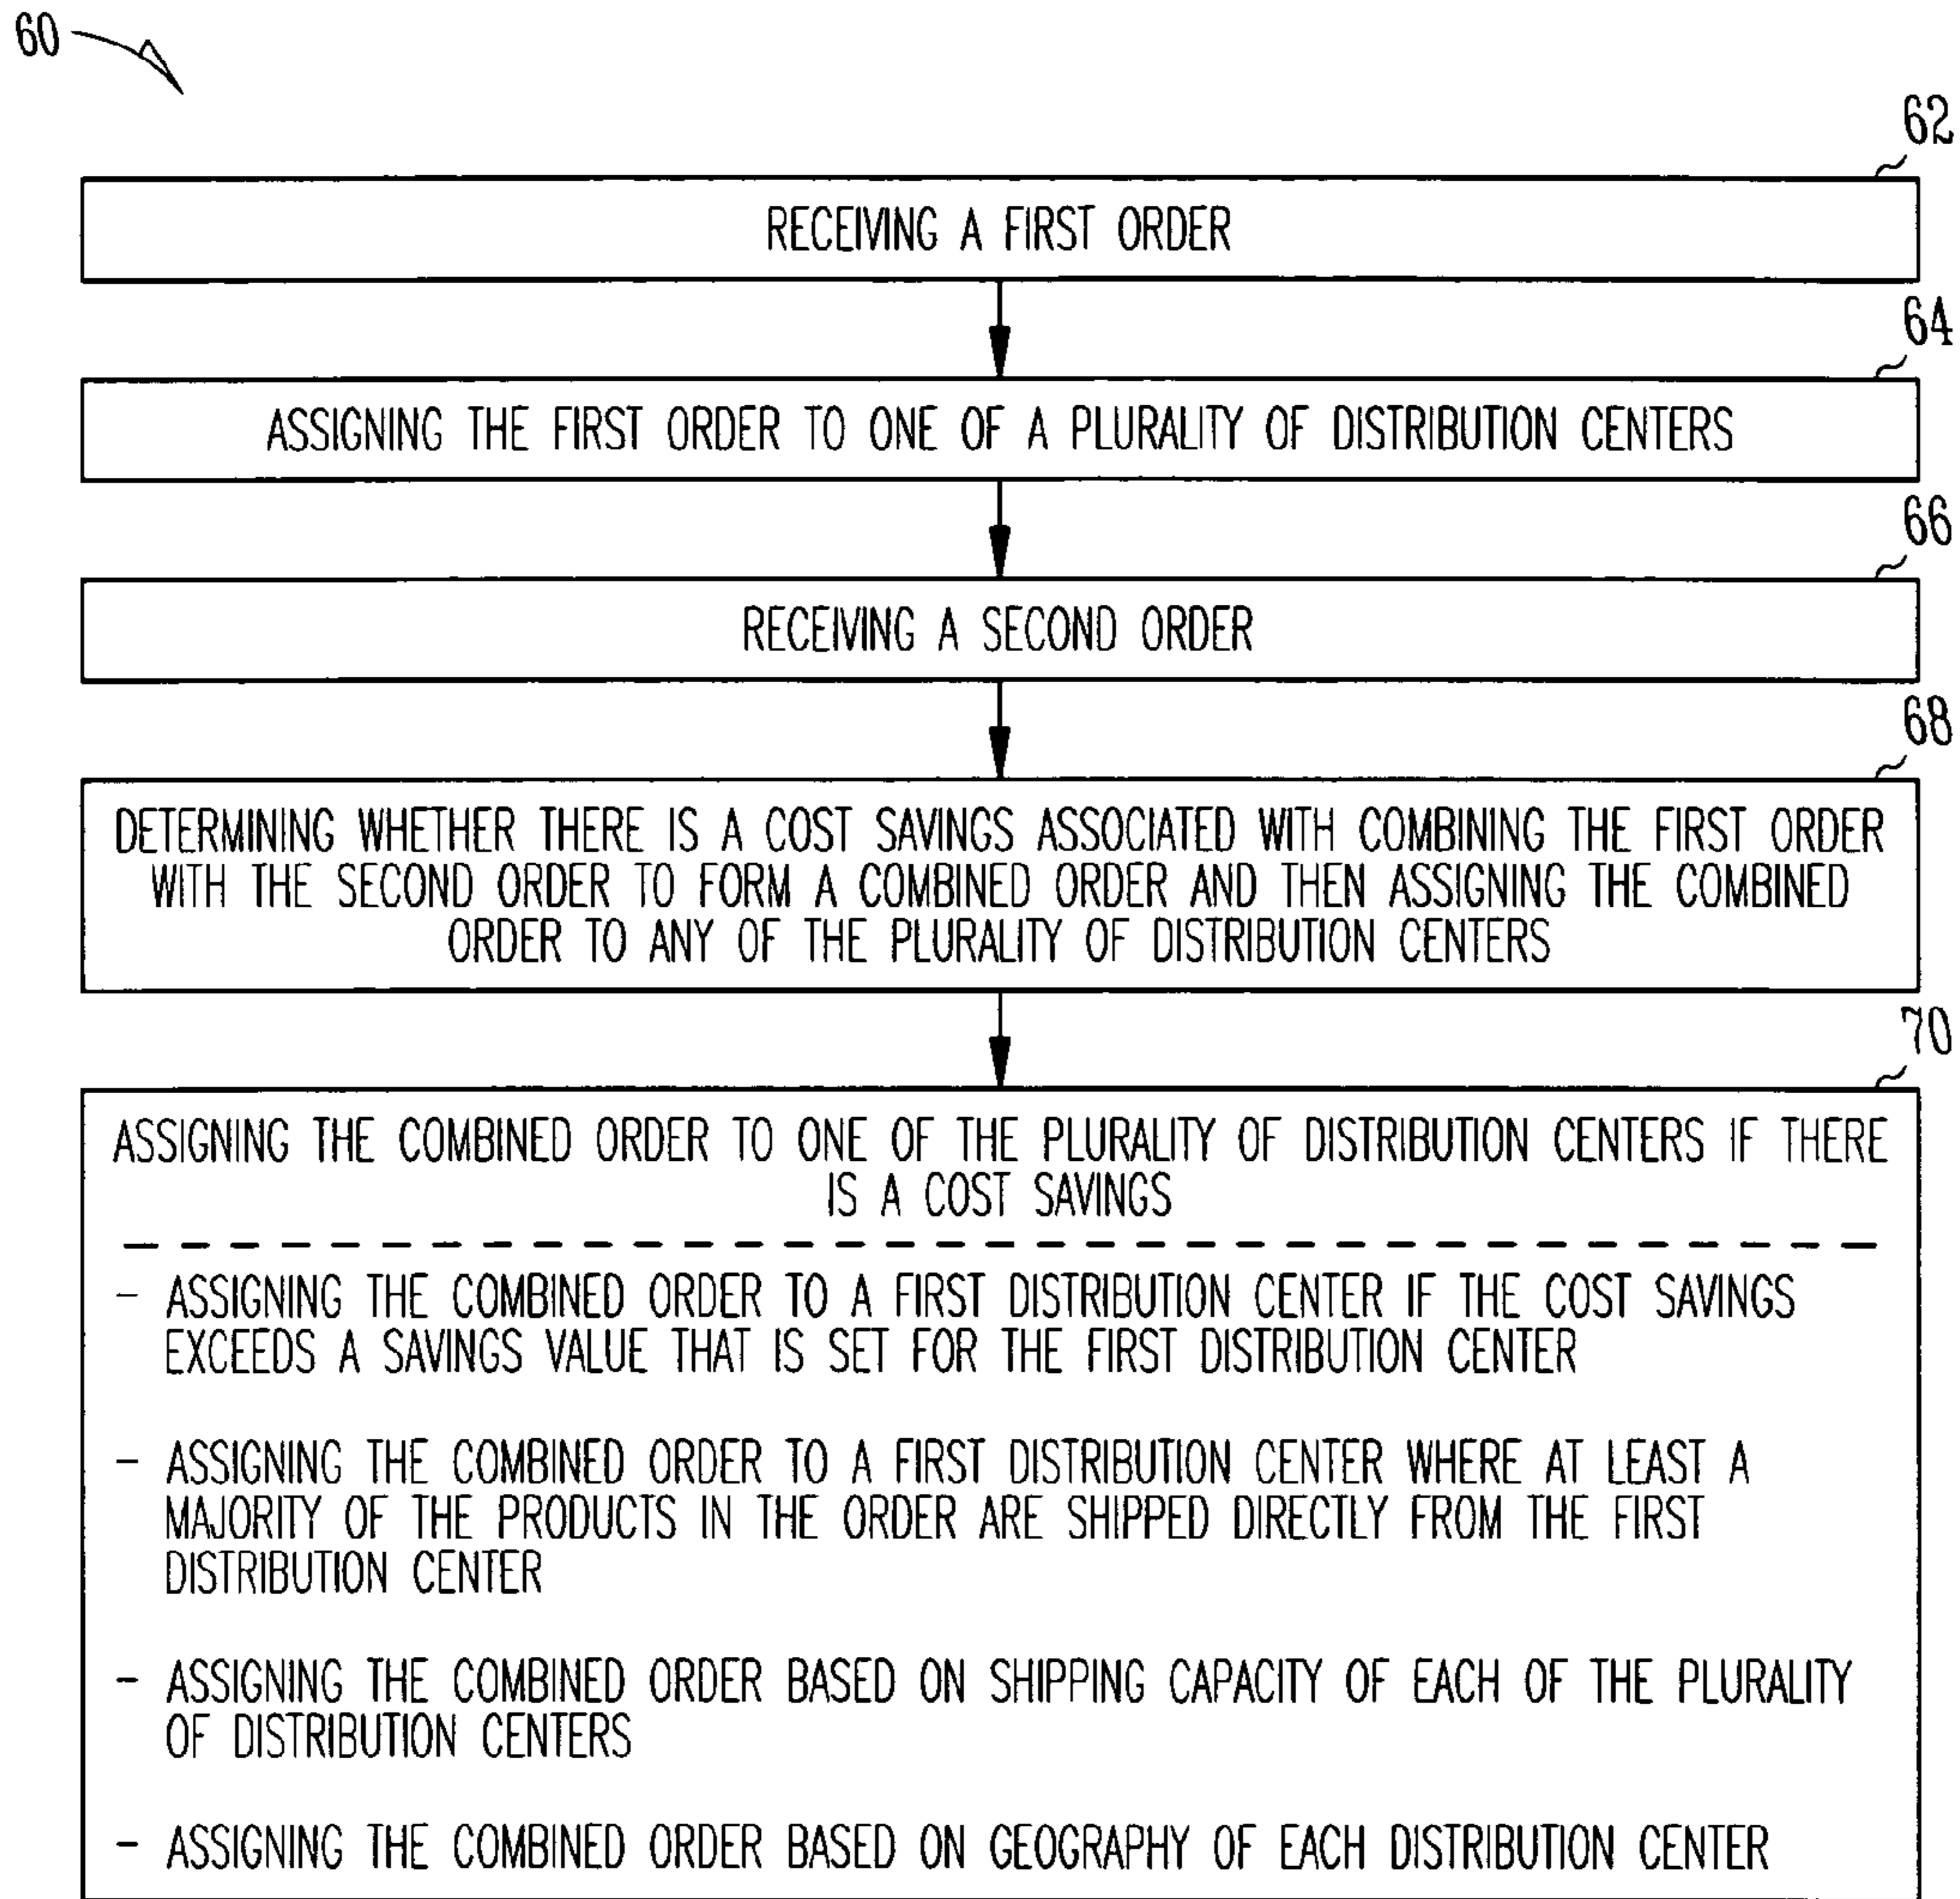 60
62
RECEIVING A FIRST ORDER
64
ASSIGNING THE FIRST ORDER TO ONE OF A PLURALITY OF DISTRIBUTION CENTERS
66
RECEIVING A SECOND ORDER
68
DETERMINING WHETHER THERE IS A COST SAVINGS ASSOCIATED WITH COMBINING THE FIRST ORDER
WITH THE SECOND ORDER TO FORM A COMBINED ORDER AND THEN ASSIGNING THE COMBINED
ORDER TO ANY OF THE PLURALITY OF DISTRIBUTION CENTERS
70
ASSIGNING THE COMBINED ORDER TO ONE OF THE PLURALITY OF DISTRIBUTION CENTERS IF THERE
IS A COST SAVINGS
- ASSIGNING THE COMBINED ORDER TO A FIRST DISTRIBUTION CENTER IF THE COST SAVINGS
EXCEEDS A SAVINGS VALUE THAT IS SET FOR THE FIRST DISTRIBUTION CENTER
- ASSIGNING THE COMBINED ORDER TO A FIRST DISTRIBUTION CENTER WHERE AT LEAST A
MAJORITY OF THE PRODUCTS IN THE ORDER ARE SHIPPED DIRECTLY FROM THE FIRST
DISTRIBUTION CENTER
- ASSIGNING THE COMBINED ORDER BASED ON SHIPPING CAPACITY OF EACH OF THE PLURALITY
OF DISTRIBUTION CENTERS
- ASSIGNING THE COMBINED ORDER BASED ON GEOGRAPHY OF EACH DISTRIBUTION CENTER